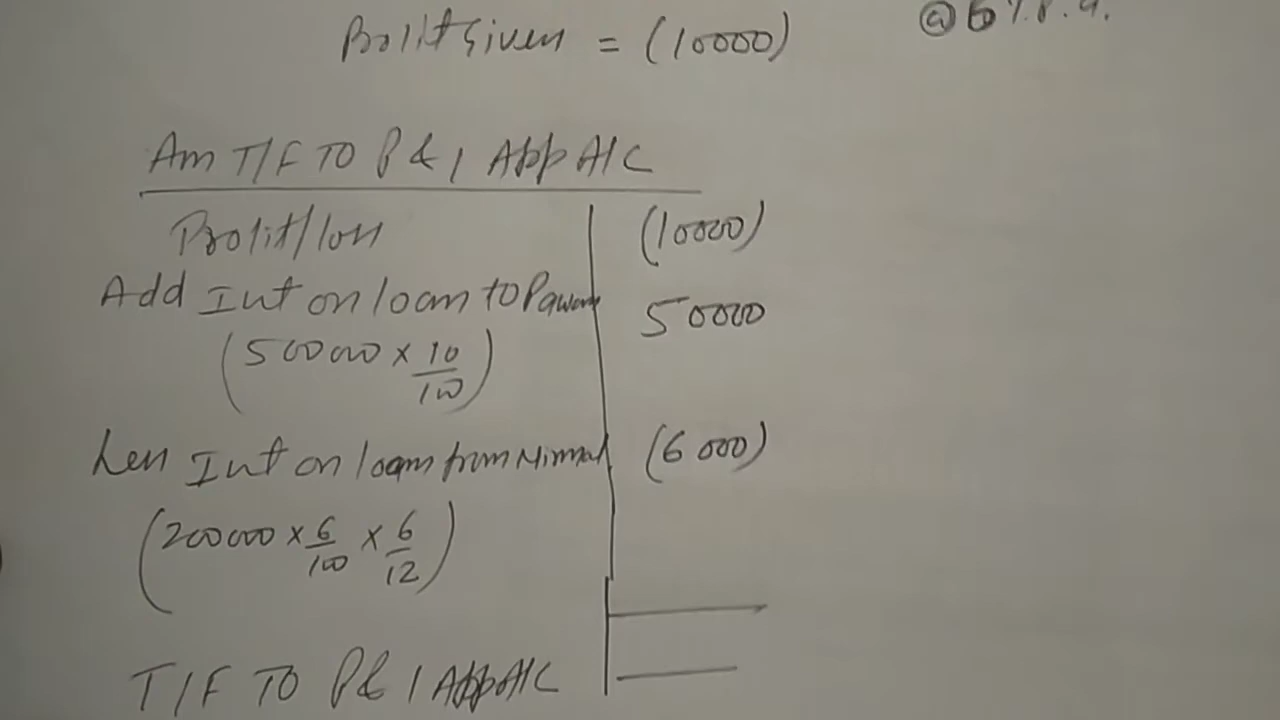 Profit Given = (10000)
@ 6 %.P.a.
Am T/F TO P & l App A/C
Profit/loss (10000)
Add Int on loan to Pawan 50000
(500000 x 10/100)
Less Int on loan from Nirmal (6000)
(200000 x 6/100 x 6/12)
T/F TO P & l App A/C